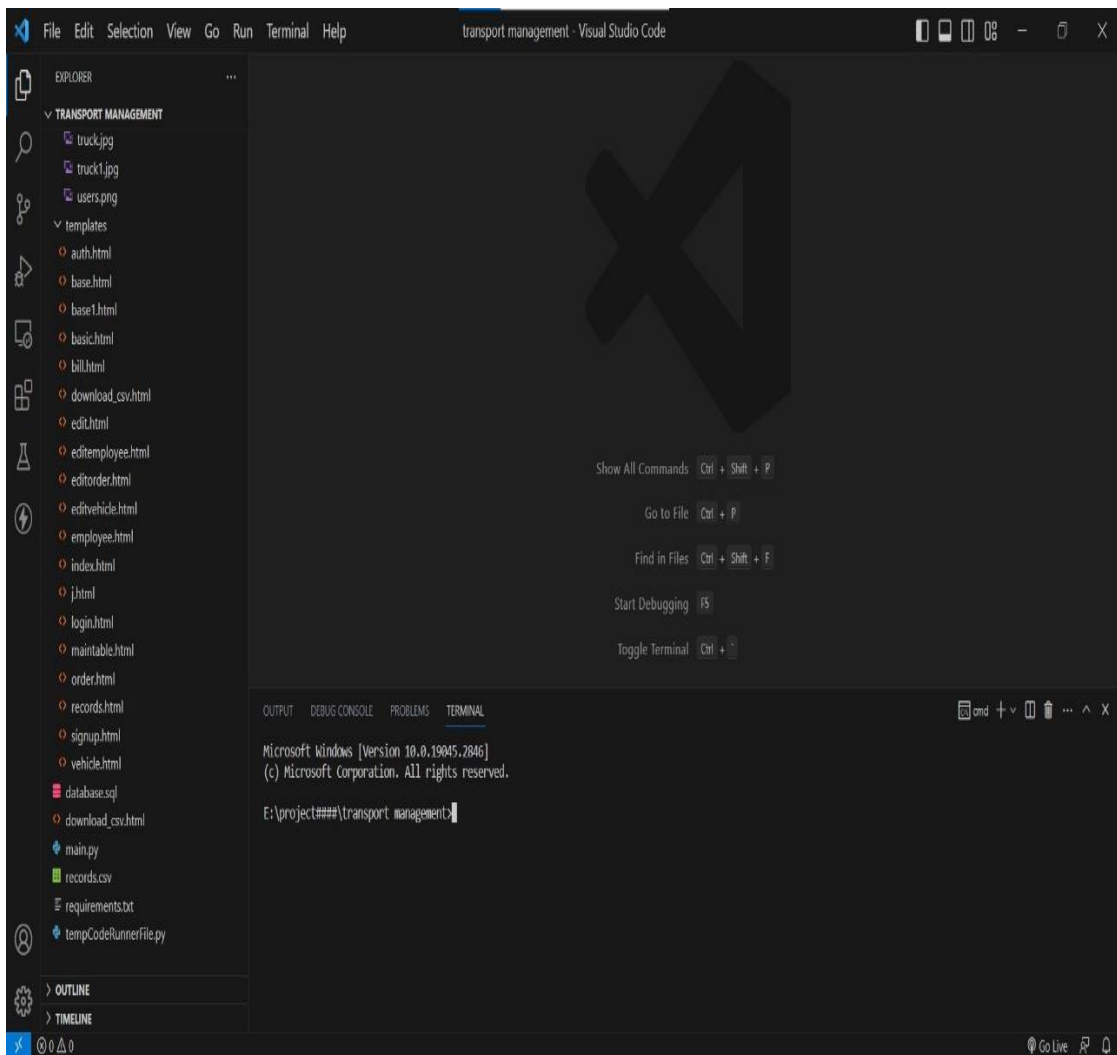 File Edit Selection View Go Run Terminal Help
transport management - Visual Studio Code
EXPLORER
TRANSPORT MANAGEMENT
truck.jpg
truck1.jpg
users.png
templates
auth.html
base.html
base1.html
basic.html
bill.html
download_csv.html
edit.html
editemployee.html
editorder.html
editvehicle.html
employee.html
index.html
j.html
login.html
maintable.html
order.html
records.html
signup.html
vehicle.html
database.sql
download_csv.html
main.py
records.csv
requirements.txt
tempCodeRunnerFile.py
OUTLINE
TIMELINE
Show All Commands Ctrl + Shift + P
Go to File Ctrl + P
Find in Files Ctrl + Shift + F
Start Debugging F5
Toggle Terminal Ctrl + `
OUTPUT DEBUG CONSOLE PROBLEMS TERMINAL
cmd
Microsoft Windows [Version 10.0.19045.2846]
(c) Microsoft Corporation. All rights reserved.
E:\project####\transport management>
0 0
Go Live